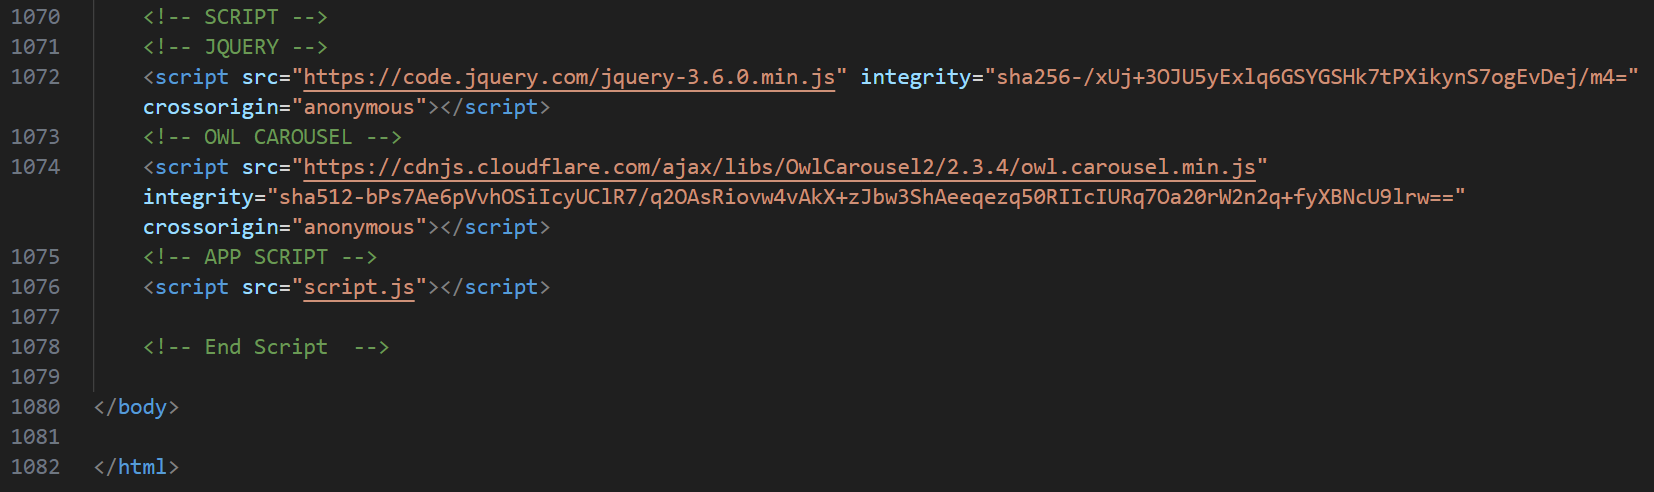 1070 <!-- SCRIPT -->
1071 <!-- JQUERY -->
1072 <script src="https://code.jquery.com/jquery-3.6.0.min.js" integrity="sha256-/xUj+3OJU5yExlq6GSYGSHk7tPXikynS7ogEvDej/m4="
crossorigin="anonymous"></script>
1073 <!-- OWL CAROUSEL -->
1074 <script src="https://cdnjs.cloudflare.com/ajax/libs/OwlCarousel2/2.3.4/owl.carousel.min.js"
integrity="sha512-bPs7Ae6pVvhOSiIcyUClR7/q2OAsRiovw4vAkX+zJbw3ShAeeqezq50RIIcIURq7Oa20rW2n2q+fyXBNcU9lrw=="
crossorigin="anonymous"></script>
1075 <!-- APP SCRIPT -->
1076 <script src="script.js"></script>
1077
1078 <!-- End Script  -->
1079
1080 </body>
1081
1082 </html>